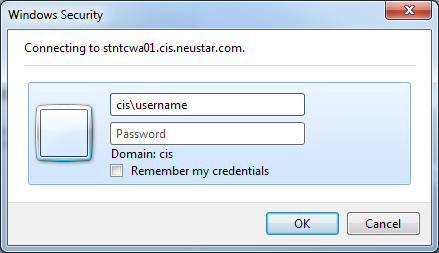 Windows Security
Connecting to stntcwa01.cis.neustar.com.
cis\username
Password
Domain: cis
Remember my credentials
OK
Cancel